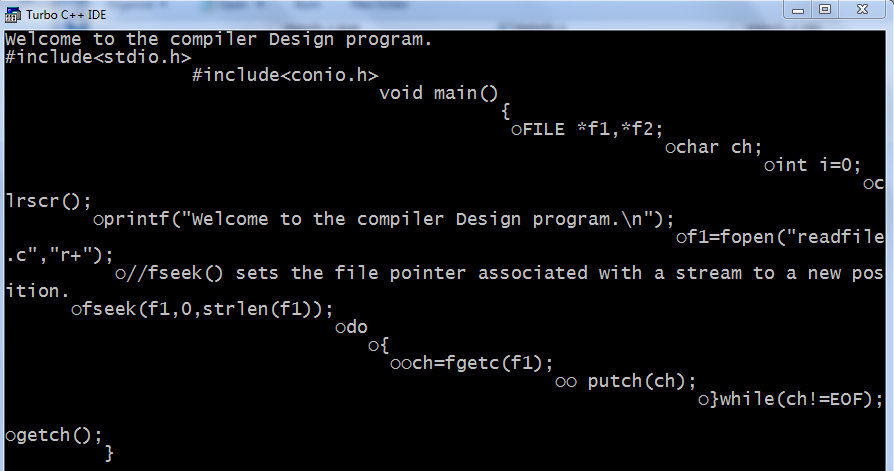 Turbo C++ IDE
Welcome to the compiler Design program.
#include<stdio.h>
#include<conio.h>
void main()
{
○FILE *f1,*f2;
○char ch;
○int i=0;
○c
lrscr();
○printf("Welcome to the compiler Design program.\n");
○f1=fopen("readfile
.c","r+");
○//fseek() sets the file pointer associated with a stream to a new pos
ition.
○fseek(f1,0,strlen(f1));
○do
○{
○○ch=fgetc(f1);
○○ putch(ch);
○}while(ch!=EOF);
○getch();
}